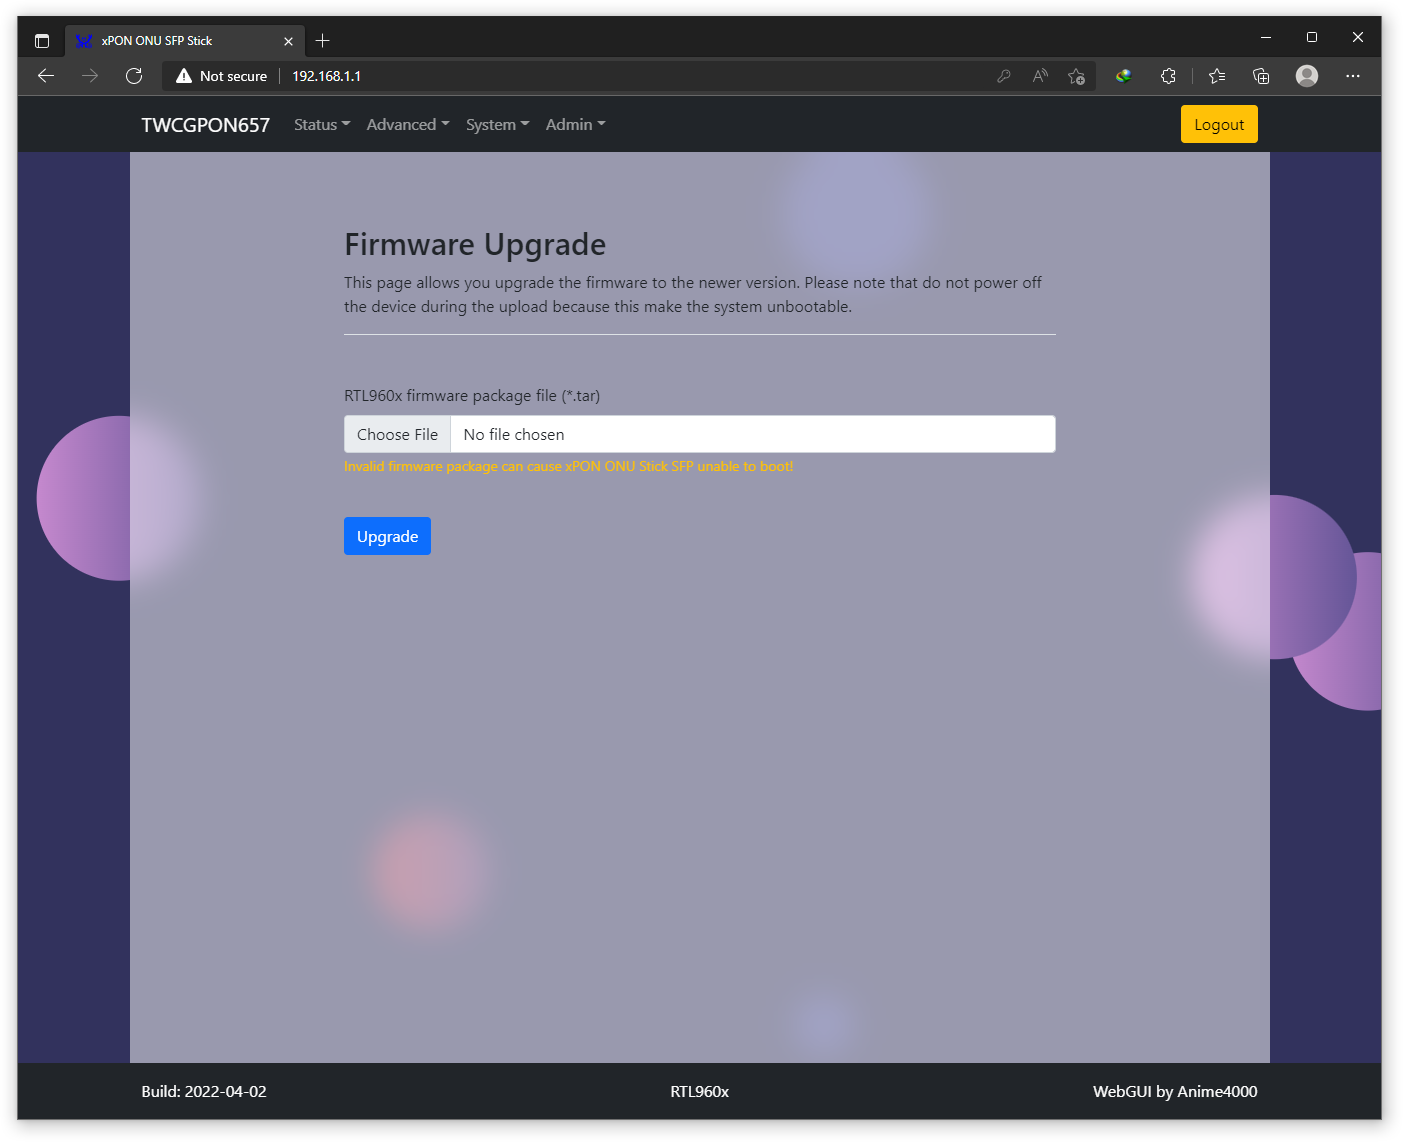 xPON ONU SFP Stick
Not secure
192.168.1.1
TWCGPON657 Status Advanced System Admin Logout
Firmware Upgrade
This page allows you upgrade the firmware to the newer version. Please note that do not power off
the device during the upload because this make the system unbootable.
RTL960x firmware package file (*.tar)
Choose File No file chosen
Invalid firmware package can cause xPON ONU Stick SFP unable to boot!
Upgrade
Build: 2022-04-02 RTL960x WebGUI by Anime4000